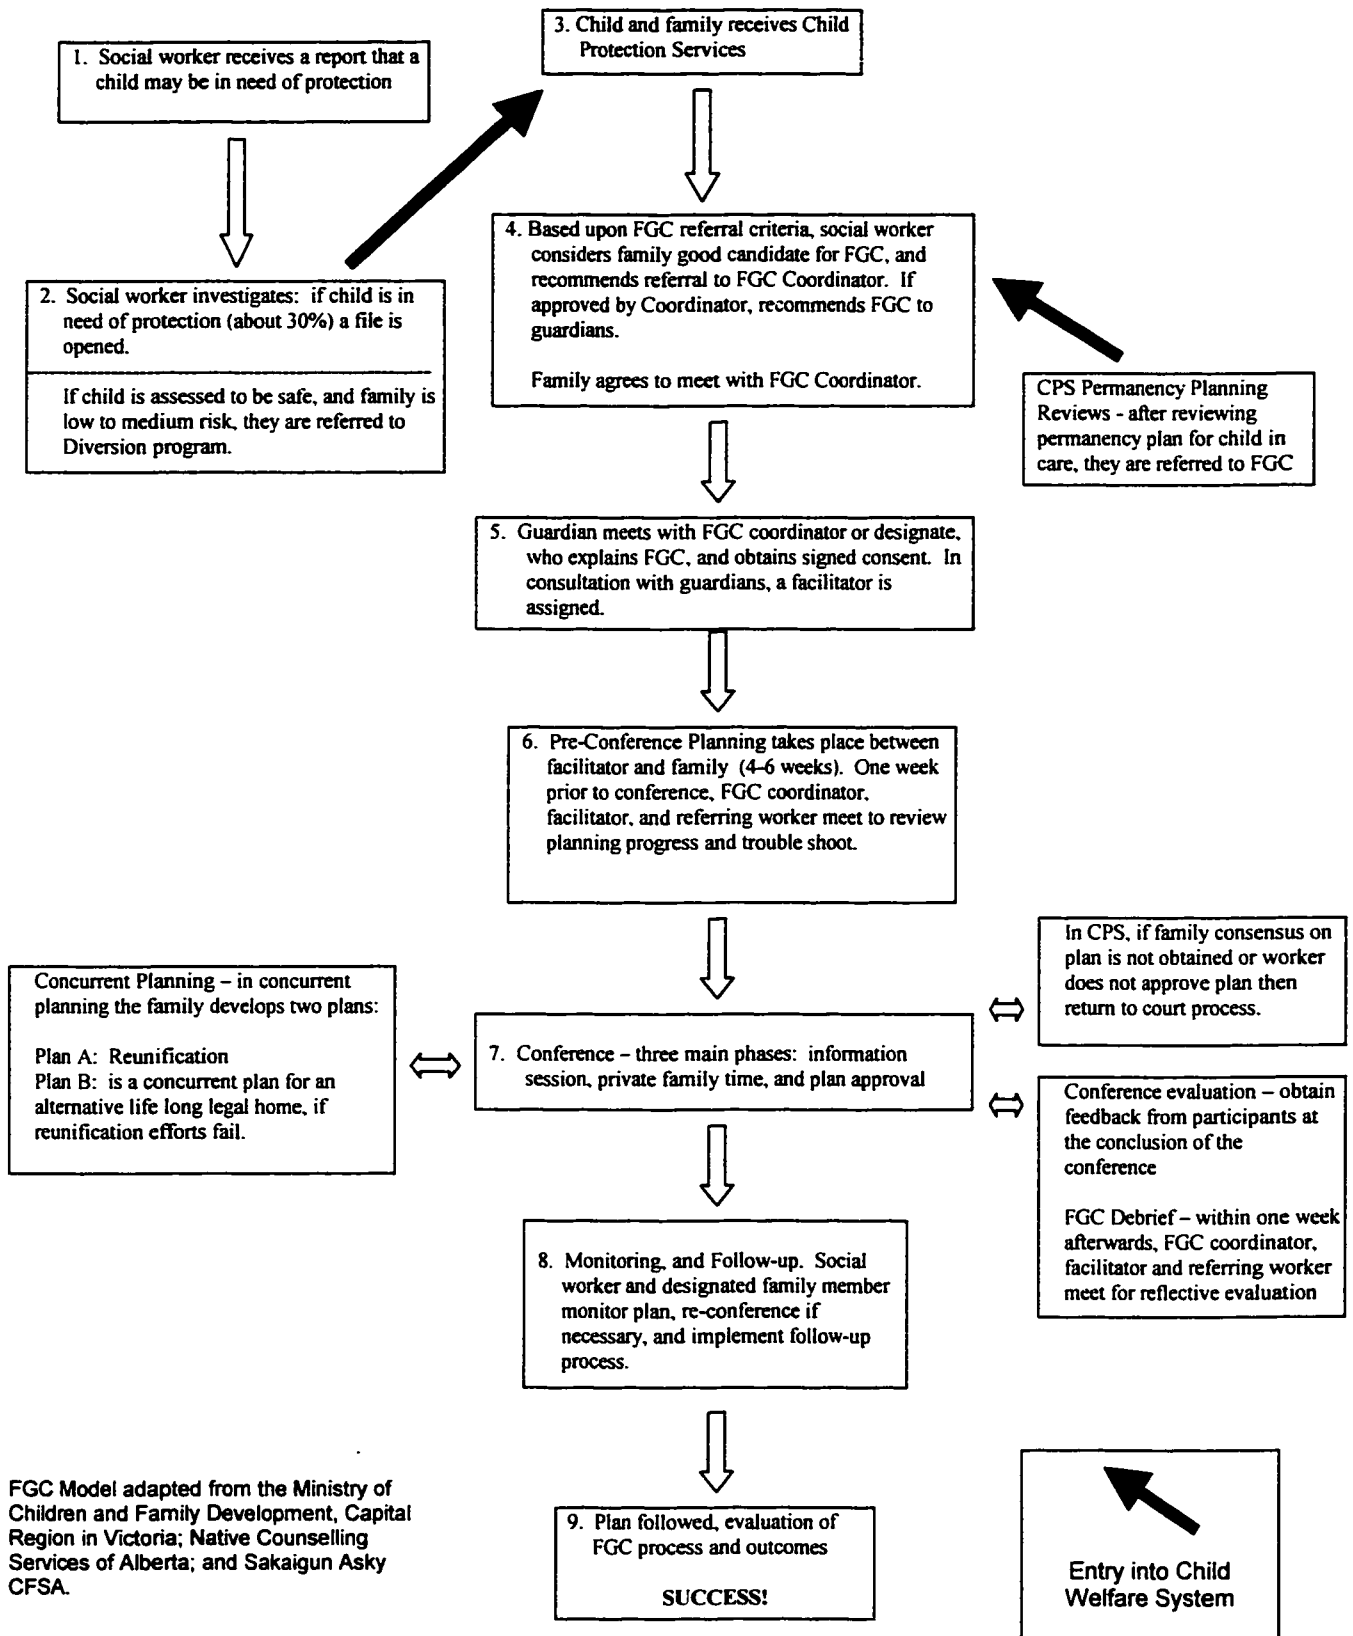 1. Social worker receives a report that a
child may be in need of protection
3. Child and family receives Child
Protection Services
2. Social worker investigates: if child is in
need of protection (about 30%) a file is
opened.
If child is assessed to be safe, and family is
low to medium risk, they are referred to
Diversion program.
4. Based upon FGC referral criteria, social worker
considers family good candidate for FGC, and
recommends referral to FGC Coordinator. If
approved by Coordinator, recommends FGC to
guardians.
Family agrees to meet with FGC Coordinator.
CPS Permanency Planning
Reviews - after reviewing
permanency plan for child in
care, they are referred to FGC
5. Guardian meets with FGC coordinator or designate,
who explains FGC, and obtains signed consent. In
consultation with guardians, a facilitator is
assigned.
6. Pre-Conference Planning takes place between
facilitator and family (4-6 weeks). One week
prior to conference, FGC coordinator,
facilitator, and referring worker meet to review
planning progress and trouble shoot.
Concurrent Planning – in concurrent
planning the family develops two plans:
Plan A: Reunification
Plan B: is a concurrent plan for an
alternative life long legal home, if
reunification efforts fail.
7. Conference – three main phases: information
session, private family time, and plan approval
In CPS, if family consensus on
plan is not obtained or worker
does not approve plan then
return to court process.
Conference evaluation – obtain
feedback from participants at
the conclusion of the
conference
FGC Debrief – within one week
afterwards, FGC coordinator,
facilitator and referring worker
meet for reflective evaluation
8. Monitoring, and Follow-up. Social
worker and designated family member
monitor plan, re-conference if
necessary, and implement follow-up
process.
9. Plan followed, evaluation of
FGC process and outcomes
SUCCESS!
FGC Model adapted from the Ministry of
Children and Family Development, Capital
Region in Victoria; Native Counselling
Services of Alberta; and Sakaigun Asky
CFSA.
Entry into Child
Welfare System